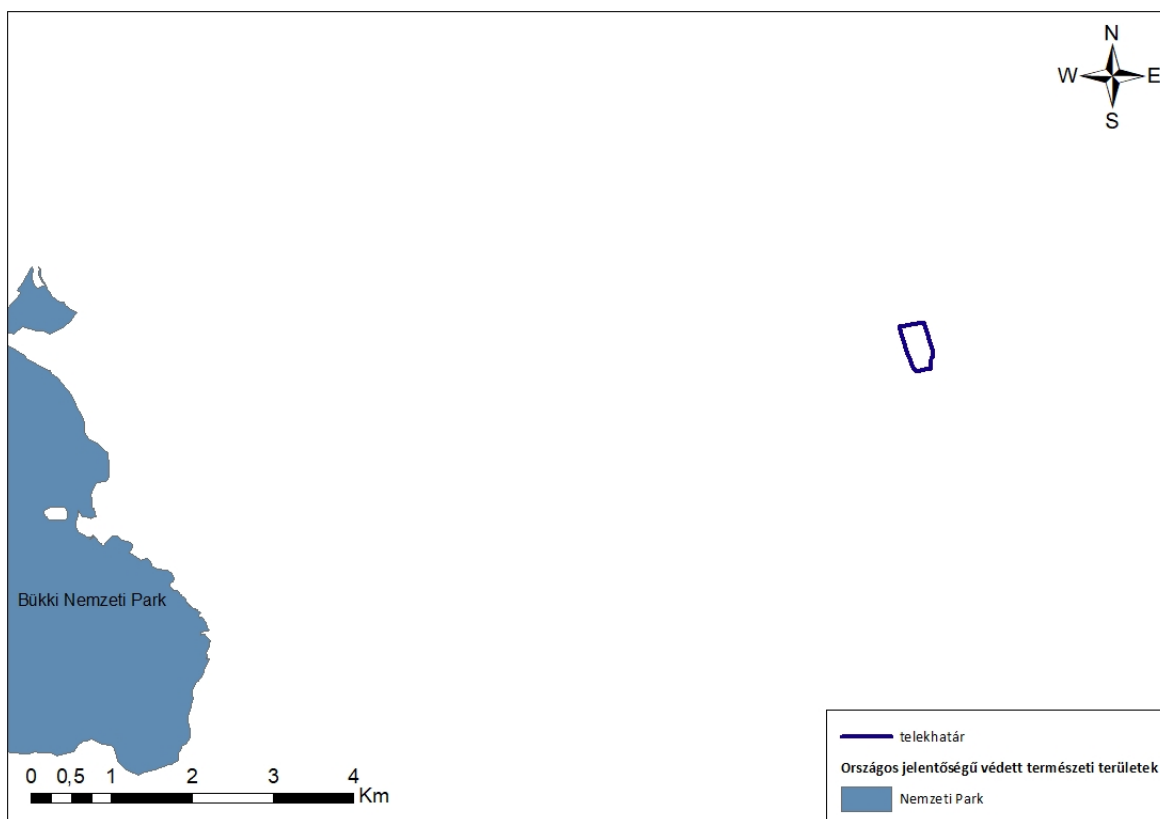 N
W E
S
Bükki Nemzeti Park
0 0,5 1 2 3 4
Km
telekhatár
Országos jelentőségű védett természeti területek
Nemzeti Park